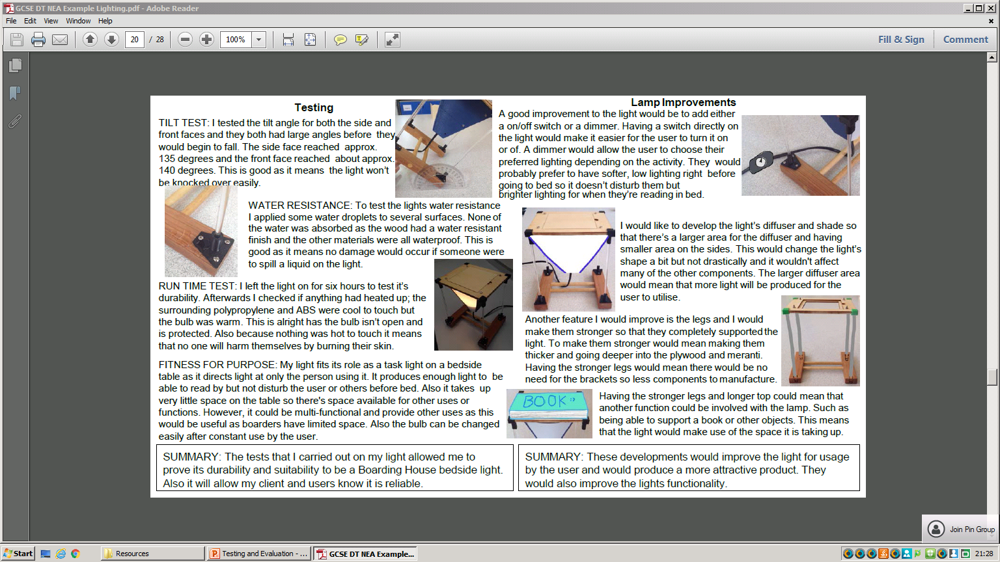 GCSE DT NEA Example Lighting.pdf - Adobe Reader
File Edit View Window Help
20 / 28 100% Fill & Sign Comment
Testing
TILT TEST: I tested the tilt angle for both the side and
front faces and they both had large angles before they
would begin to fall. The side face reached approx.
135 degrees and the front face reached about approx.
140 degrees. This is good as it means the light won't
be knocked over easily.
WATER RESISTANCE: To test the lights water resistance
I applied some water droplets to several surfaces. None of
the water was absorbed as the wood had a water resistant
finish and the other materials were all waterproof. This is
good as it means no damage would occur if someone were
to spill a liquid on the light.
RUN TIME TEST: I left the light on for six hours to test it's
durability. Afterwards I checked if anything had heated up; the
surrounding polypropylene and ABS were cool to touch but
the bulb was warm. This is alright has the bulb isn't open and
is protected. Also because nothing was hot to touch it means
that no one will harm themselves by burning their skin.
FITNESS FOR PURPOSE: My light fits its role as a task light on a bedside
table as it directs light at only the person using it. It produces enough light to be
able to read by but not disturb the user or others before bed. Also it takes up
very little space on the table so there's space available for other uses or
functions. However, it could be multi-functional and provide other uses as this
would be useful as boarders have limited space. Also the bulb can be changed
easily after constant use by the user.
SUMMARY: The tests that I carried out on my light allowed me to
prove its durability and suitability to be a Boarding House bedside light.
Also it will allow my client and users know it is reliable.
Lamp Improvements
A good improvement to the light would be to add either
a on/off switch or a dimmer. Having a switch directly on
the light would make it easier for the user to turn it on
or of. A dimmer would allow the user to choose their
preferred lighting depending on the activity. They would
probably prefer to have softer, low lighting right before
going to bed so it doesn't disturb them but
brighter lighting for when they're reading in bed.
I would like to develop the light's diffuser and shade so
that there's a larger area for the diffuser and having
smaller area on the sides. This would change the light's
shape a bit but not drastically and it wouldn't affect
many of the other components. The larger diffuser area
would mean that more light will be produced for the
user to utilise.
Another feature I would improve is the legs and I would
make them stronger so that they completely supported the
light. To make them stronger would mean making them
thicker and going deeper into the plywood and meranti.
Having the stronger legs would mean there would be no
need for the brackets so less components to manufacture.
BOOK
Having the stronger legs and longer top could mean that
another function could be involved with the lamp. Such as
being able to support a book or other objects. This means
that the light would make use of the space it is taking up.
SUMMARY: These developments would improve the light for usage
by the user and would produce a more attractive product. They
would also improve the lights functionality.
Join Pin Group
Start Resources Testing and Evaluation - ... GCSE DT NEA Example... 21:28